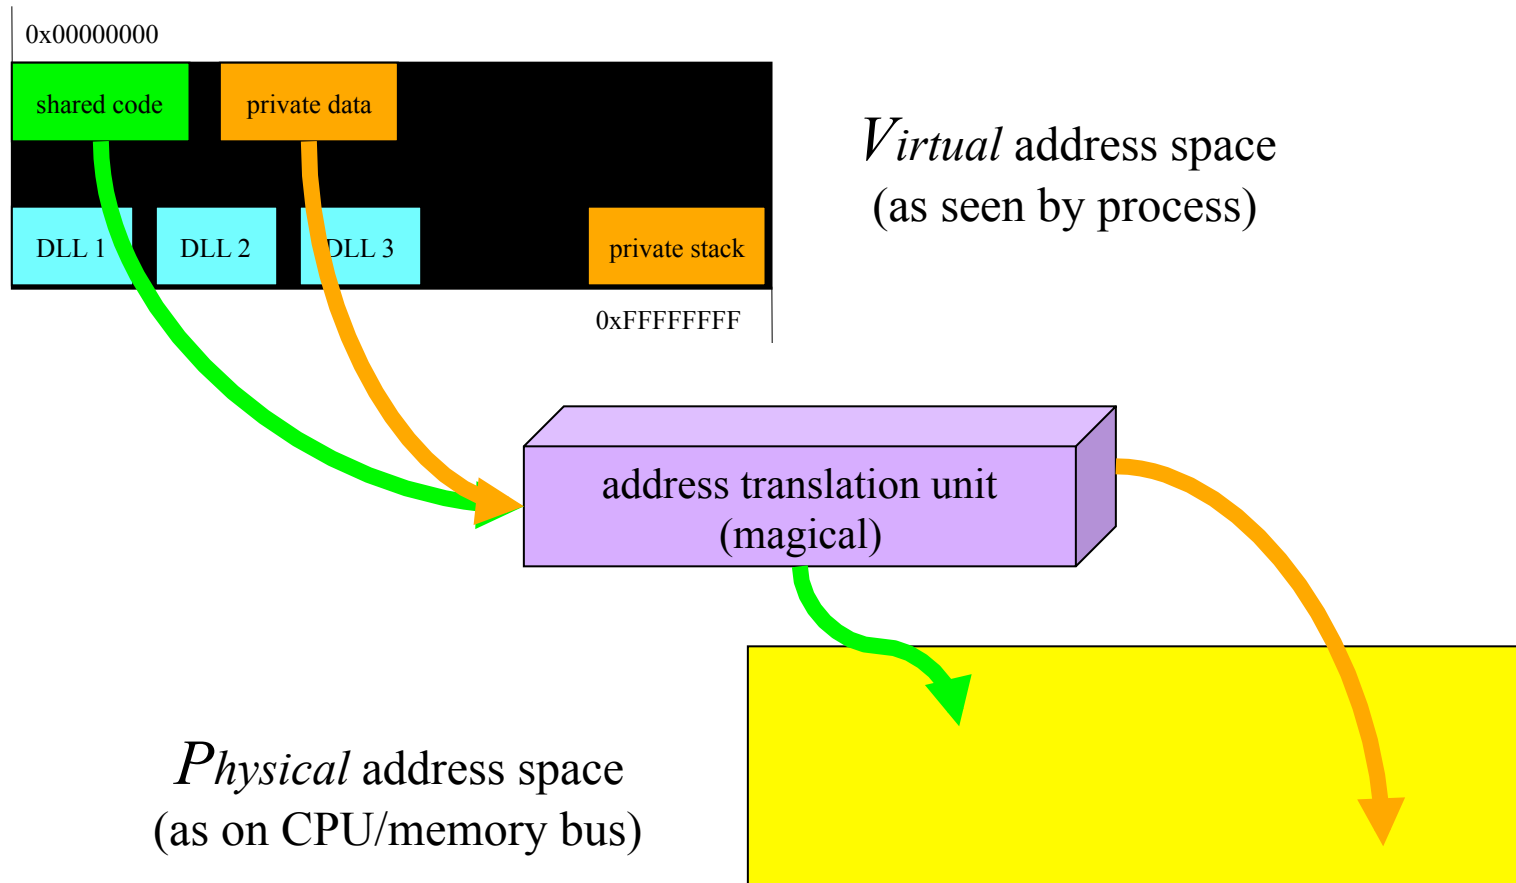 0x00000000
shared code
private data
Virtual address space
(as seen by process)
DLL 1
DLL 2
DLL 3
private stack
0xFFFFFFFF
address translation unit
(magical)
Physical address space
(as on CPU/memory bus)